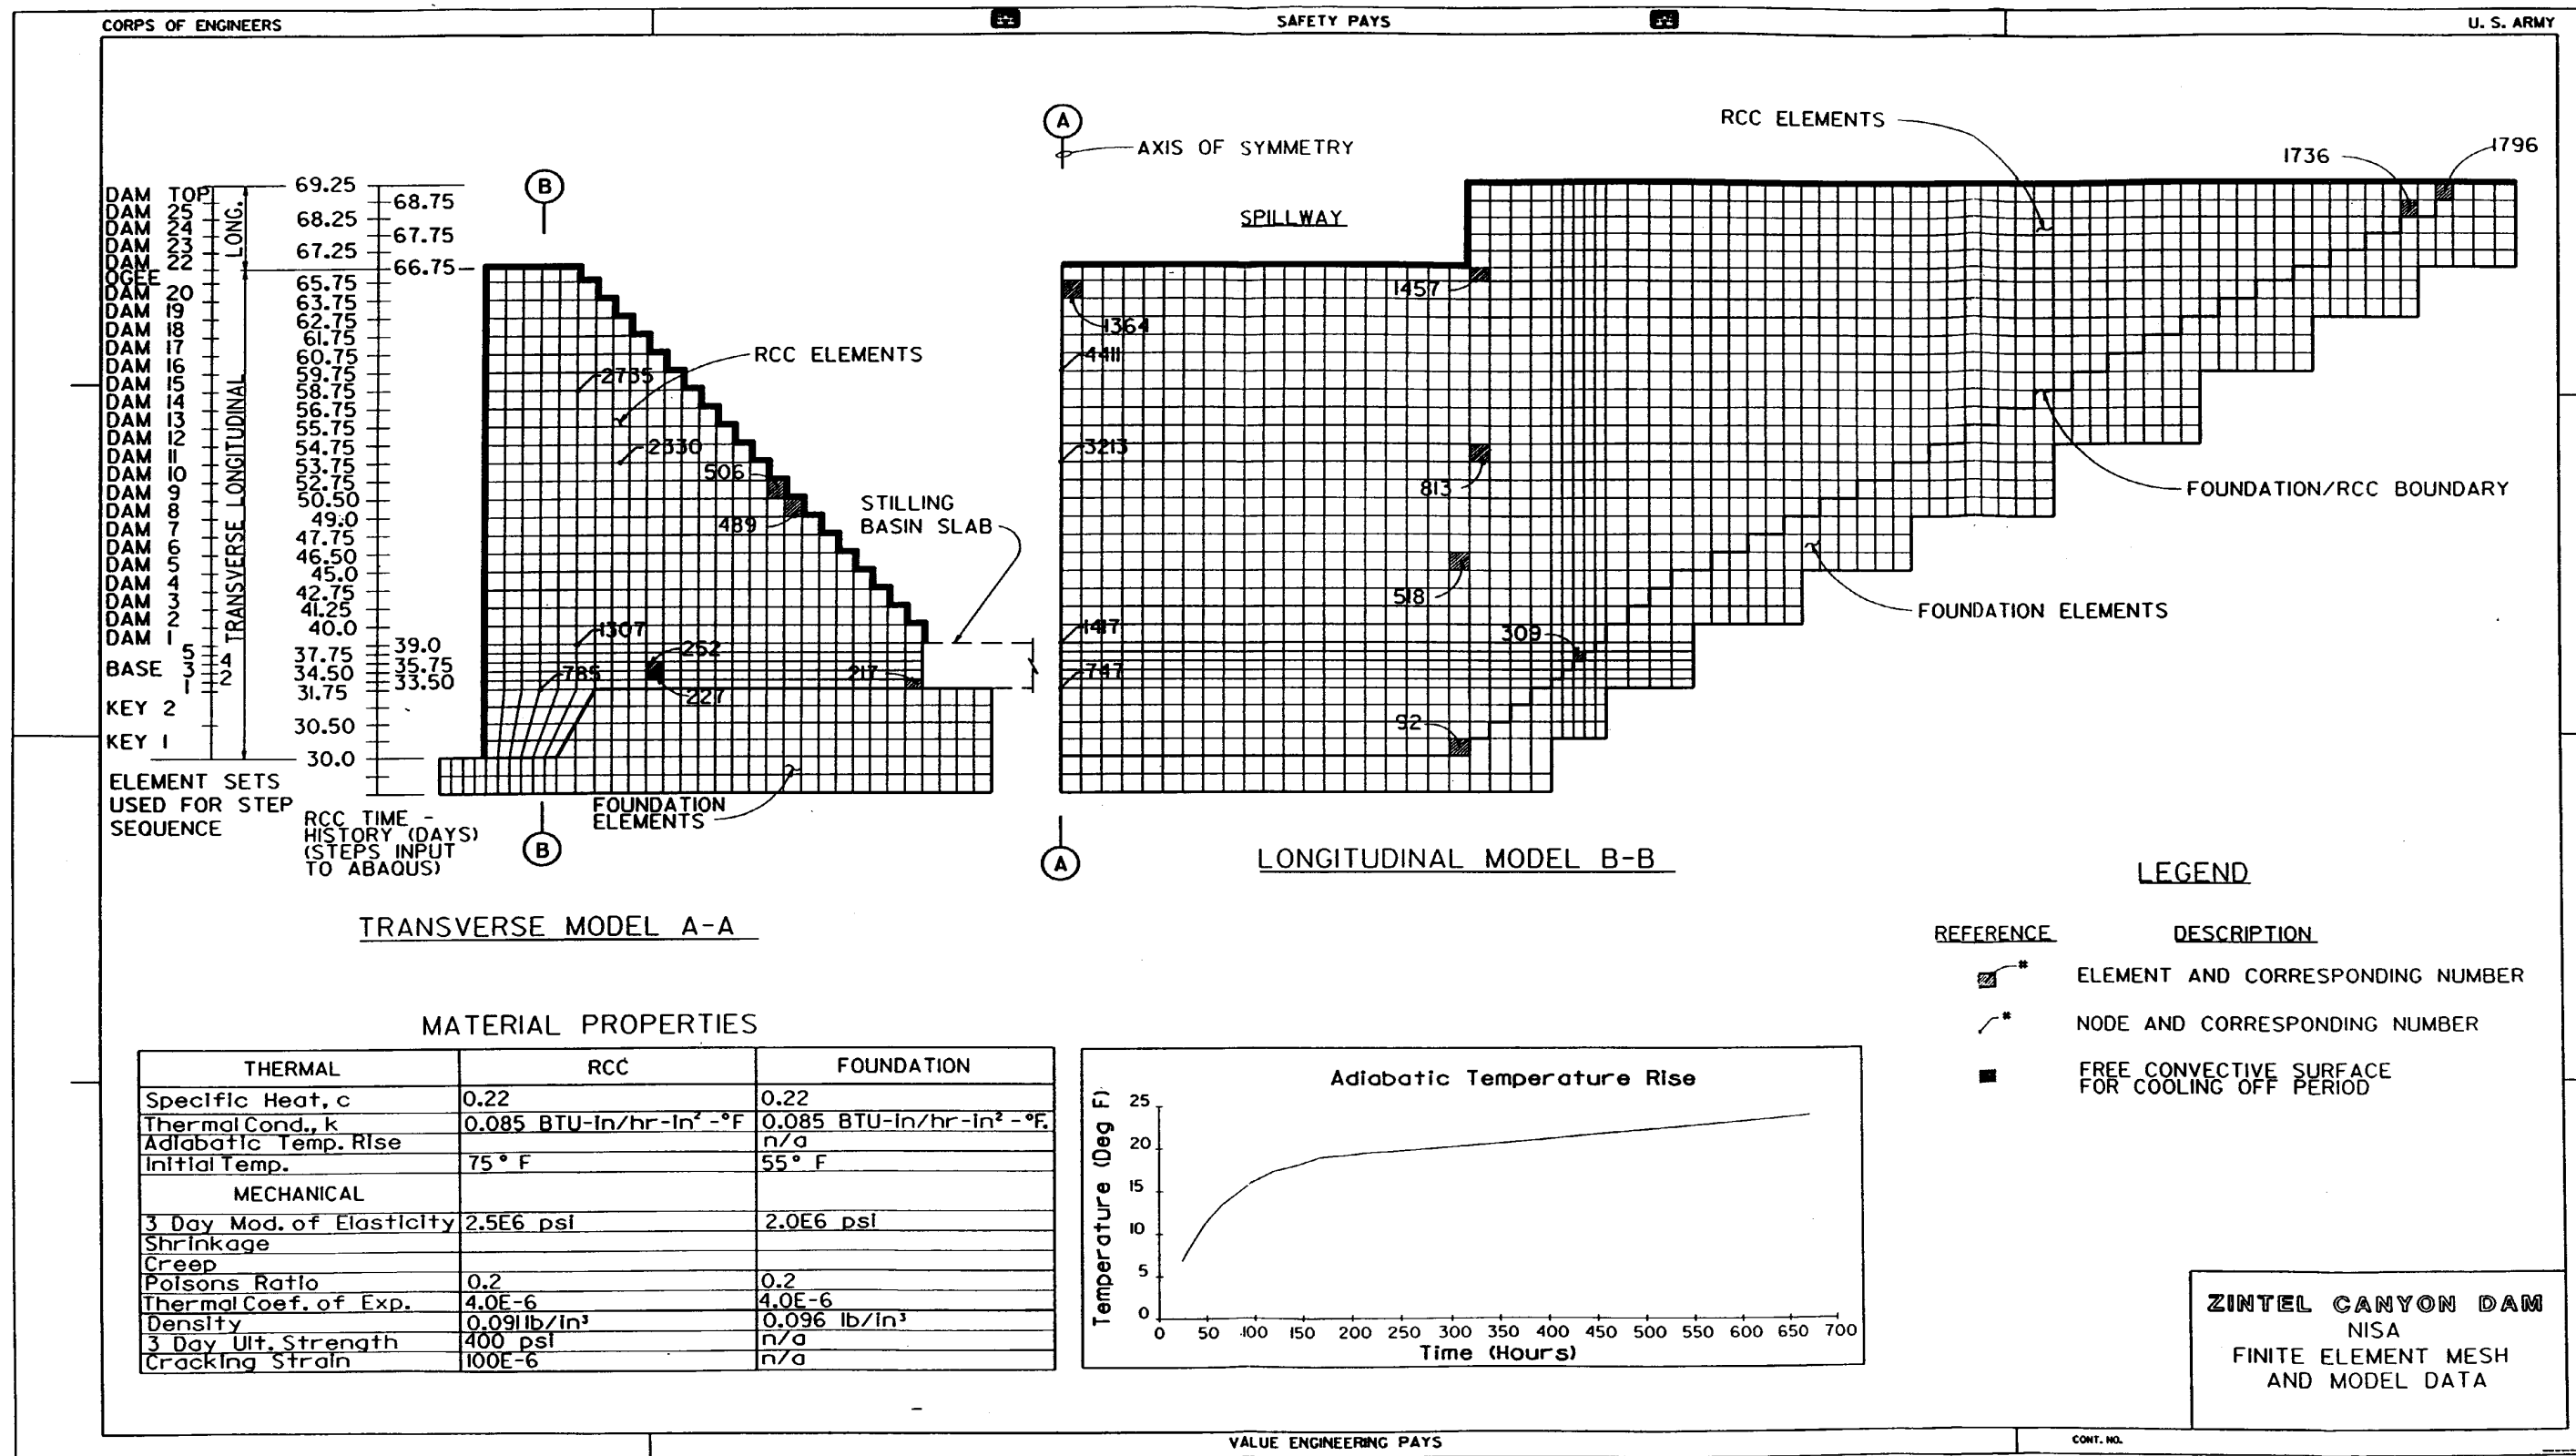 CORPS OF ENGINEERS
SAFETY PAYS
U. S. ARMY
DAM TOP
DAM 25
DAM 24
DAM 23
DAM 22
OGEE
DAM 20
DAM 19
DAM 18
DAM 17
DAM 16
DAM 15
DAM 14
DAM 13
DAM 12
DAM 11
DAM 10
DAM 9
DAM 8
DAM 7
DAM 6
DAM 5
DAM 4
DAM 3
DAM 2
DAM 1
5
4
BASE 3
2
1
KEY 2
KEY 1
ELEMENT SETS
USED FOR STEP
SEQUENCE
LONG.
TRANSVERSE LONGITUDINAL
69.25
68.75
68.25
67.75
67.25
66.75
65.75
63.75
62.75
61.75
60.75
59.75
58.75
56.75
55.75
54.75
53.75
52.75
50.50
49.0
47.75
46.50
45.0
42.75
41.25
40.0
39.0
37.75
35.75
34.50
33.50
31.75
30.50
30.0
RCC TIME -
HISTORY (DAYS)
(STEPS INPUT
TO ABAQUS)
B
RCC ELEMENTS
2735
2330
506
489
STILLING
BASIN SLAB
1307
252
785
227
217
FOUNDATION
ELEMENTS
B
TRANSVERSE MODEL A-A
A
AXIS OF SYMMETRY
SPILLWAY
RCC ELEMENTS
1736
1796
1457
1364
4411
3213
813
518
1417
309
747
92
FOUNDATION/RCC BOUNDARY
FOUNDATION ELEMENTS
A
LONGITUDINAL MODEL B-B
LEGEND
REFERENCE DESCRIPTION
# ELEMENT AND CORRESPONDING NUMBER
# NODE AND CORRESPONDING NUMBER
FREE CONVECTIVE SURFACE
FOR COOLING OFF PERIOD
MATERIAL PROPERTIES
THERMAL RCC FOUNDATION
Specific Heat, c 0.22 0.22
Thermal Cond., k 0.085 BTU-in/hr-in² -°F 0.085 BTU-in/hr-in² -°F.
Adiabatic Temp. Rise n/a
Initial Temp. 75° F 55° F
MECHANICAL
3 Day Mod. of Elasticity 2.5E6 psi 2.0E6 psi
Shrinkage
Creep
Poisons Ratio 0.2 0.2
Thermal Coef. of Exp. 4.0E-6 4.0E-6
Density 0.091 lb/in³ 0.096 lb/in³
3 Day Ult. Strength 400 psi n/a
Cracking Strain 100E-6 n/a
Adiabatic Temperature Rise
Temperature (Deg F)
25
20
15
10
5
0
0 50 100 150 200 250 300 350 400 450 500 550 600 650 700
Time (Hours)
ZINTEL CANYON DAM
NISA
FINITE ELEMENT MESH
AND MODEL DATA
VALUE ENGINEERING PAYS
CONT. NO.